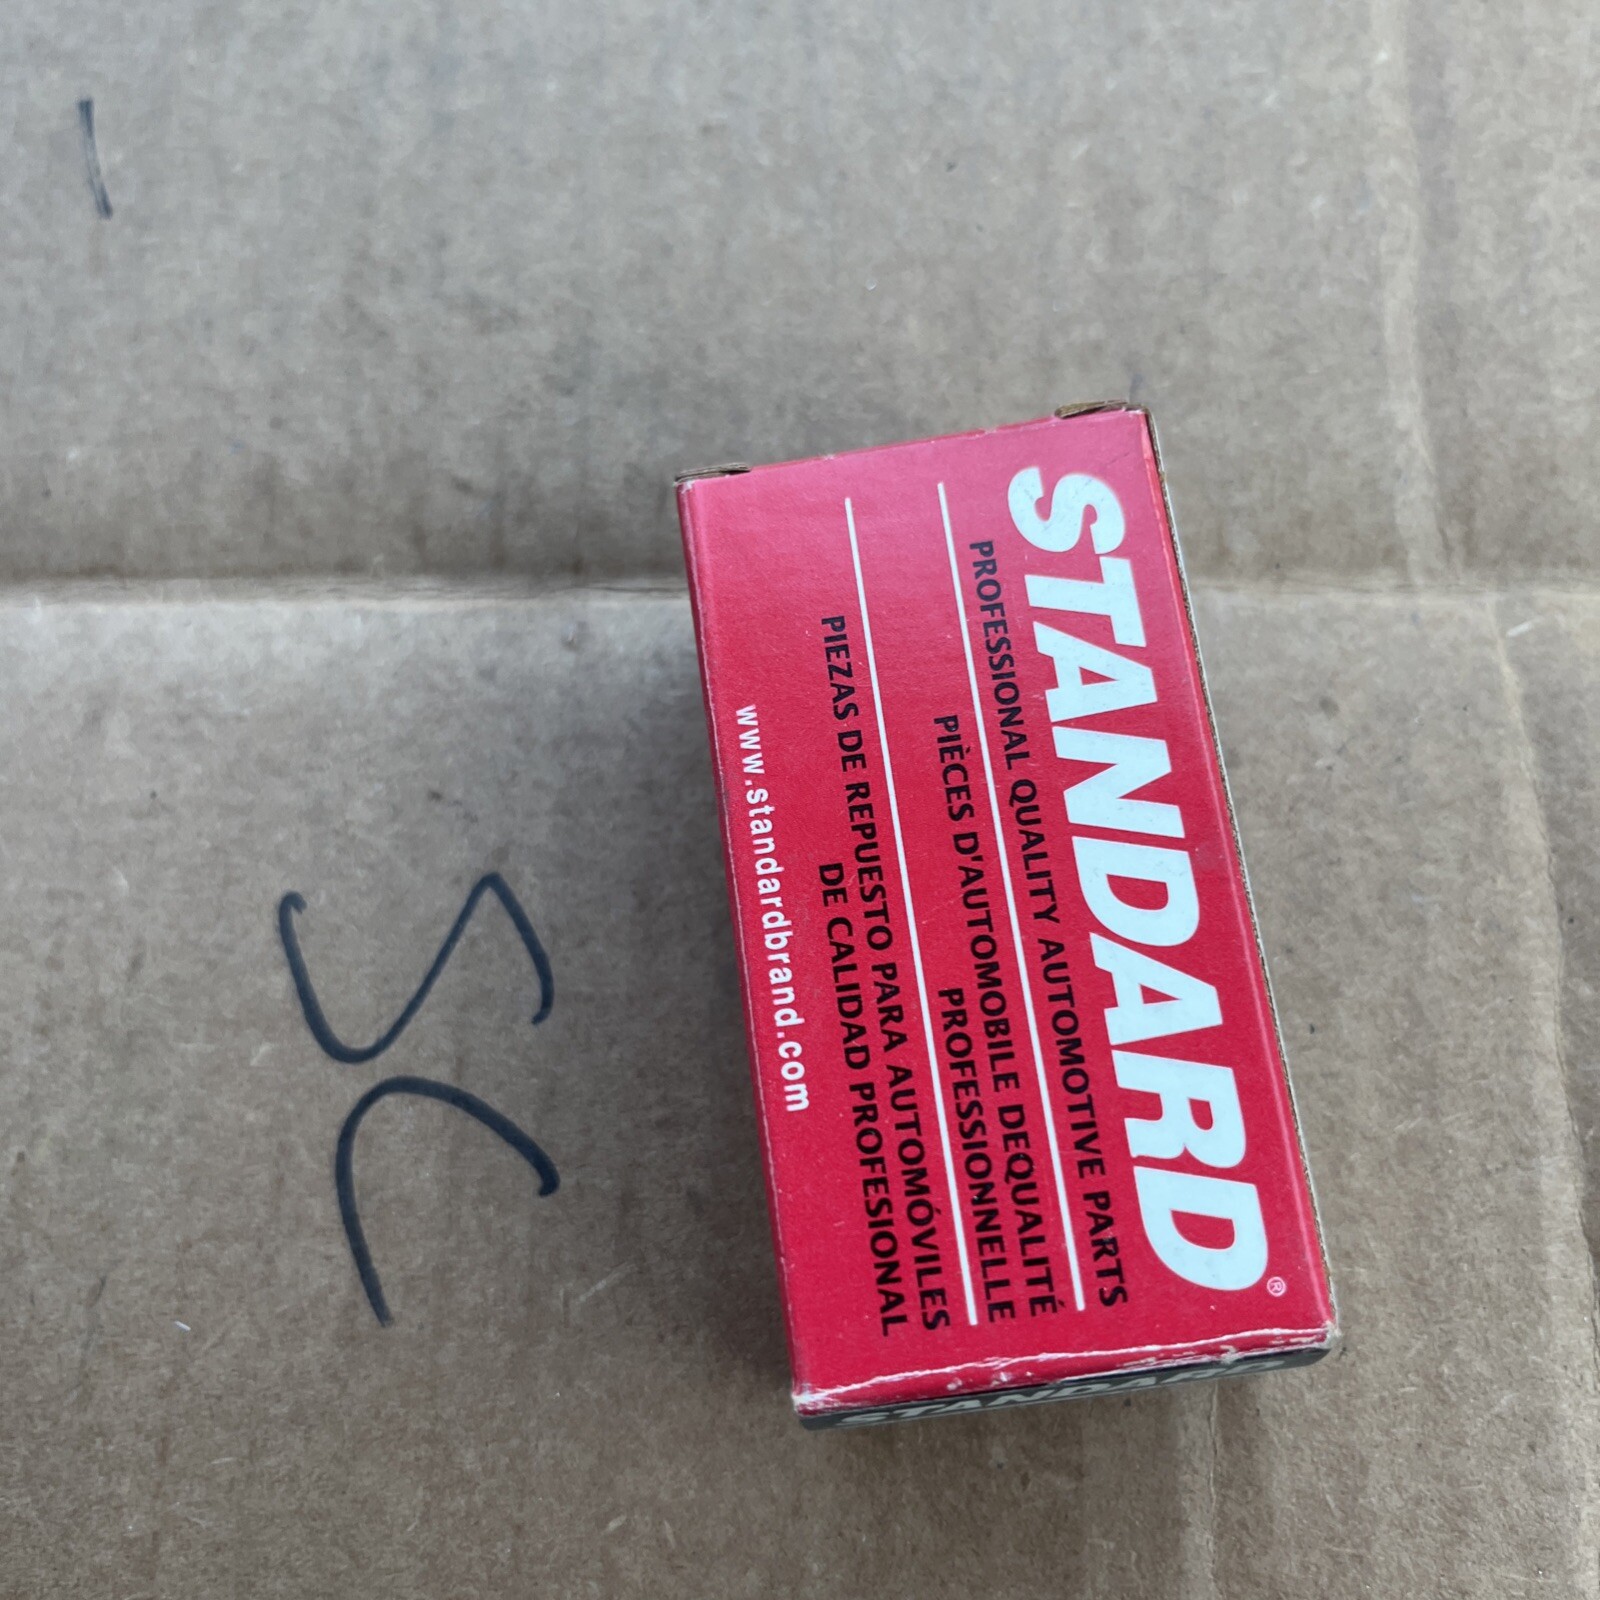 STANDARD®
PROFESSIONAL QUALITY AUTOMOTIVE PARTS
PIÈCES D'AUTOMOBILE DEQUALITÉ
PROFESSIONNELLE
PIEZAS DE REPUESTO PARA AUTOMÓVILES
DE CALIDAD PROFESIONAL
www.standardbrand.com
STANDARD